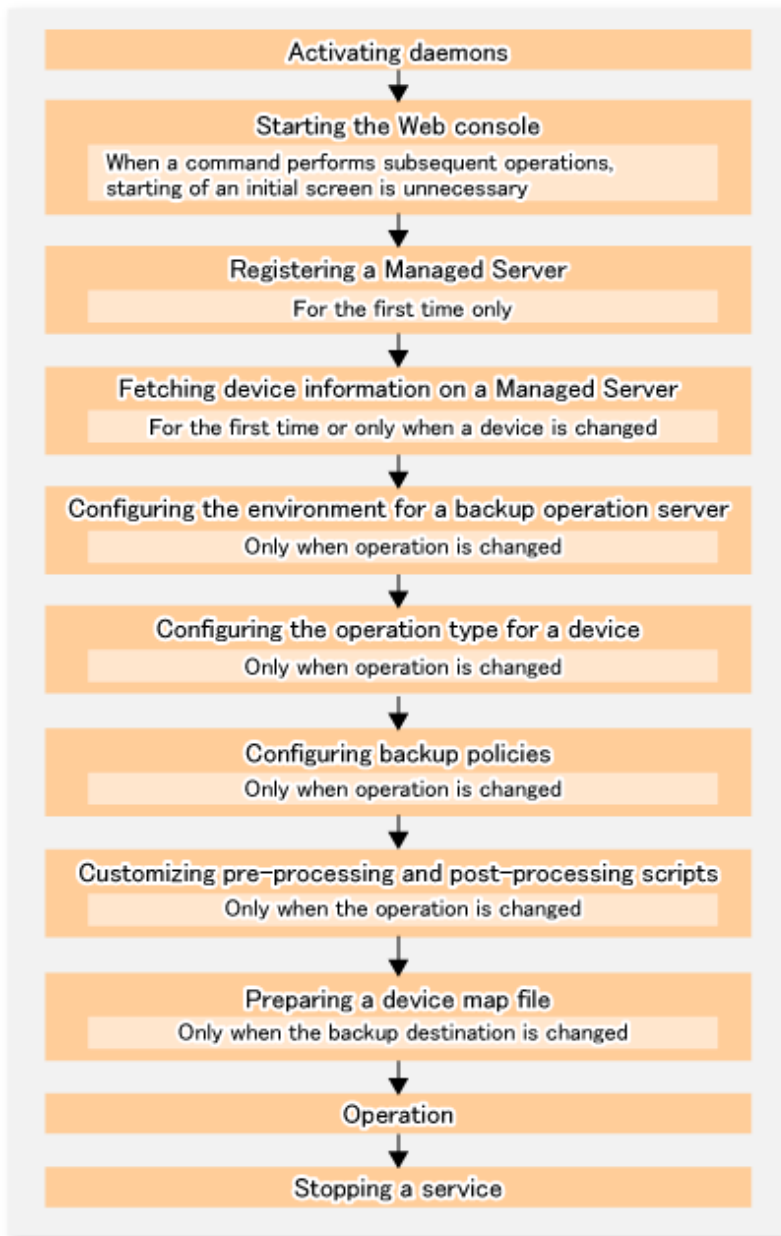 Activating daemons
Starting the Web console
When a command performs subsequent operations,
starting of an initial screen is unnecessary
Registering a Managed Server
For the first time only
Fetching device information on a Managed Server
For the first time or only when a device is changed
Configuring the environment for a backup operation server
Only when operation is changed
Configuring the operation type for a device
Only when operation is changed
Configuring backup policies
Only when operation is changed
Customizing pre-processing and post-processing scripts
Only when the operation is changed
Preparing a device map file
Only when the backup destination is changed
Operation
Stopping a service